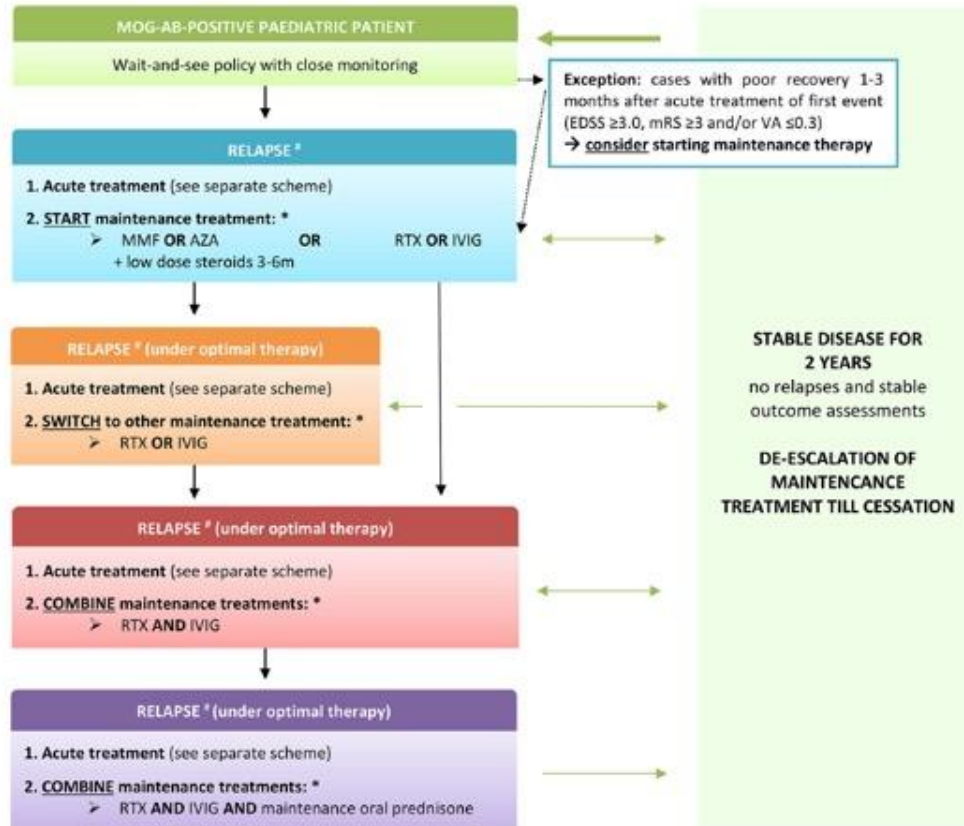 MOG-AB-POSITIVE PAEDIATRIC PATIENT
Wait-and-see policy with close monitoring
Exception: cases with poor recovery 1-3
months after acute treatment of first event
(EDSS ≥3.0, mRS ≥3 and/or VA ≤0.3)
→ consider starting maintenance therapy
RELAPSE #
1. Acute treatment (see separate scheme)
2. START maintenance treatment: *
➢ MMF OR AZA OR RTX OR IVIG
+ low dose steroids 3-6m
RELAPSE # (under optimal therapy)
1. Acute treatment (see separate scheme)
2. SWITCH to other maintenance treatment: *
➢ RTX OR IVIG
RELAPSE # (under optimal therapy)
1. Acute treatment (see separate scheme)
2. COMBINE maintenance treatments: *
➢ RTX AND IVIG
RELAPSE # (under optimal therapy)
1. Acute treatment (see separate scheme)
2. COMBINE maintenance treatments: *
➢ RTX AND IVIG AND maintenance oral prednisone
STABLE DISEASE FOR
2 YEARS
no relapses and stable
outcome assessments
DE-ESCALATION OF
MAINTENCANCE
TREATMENT TILL CESSATION